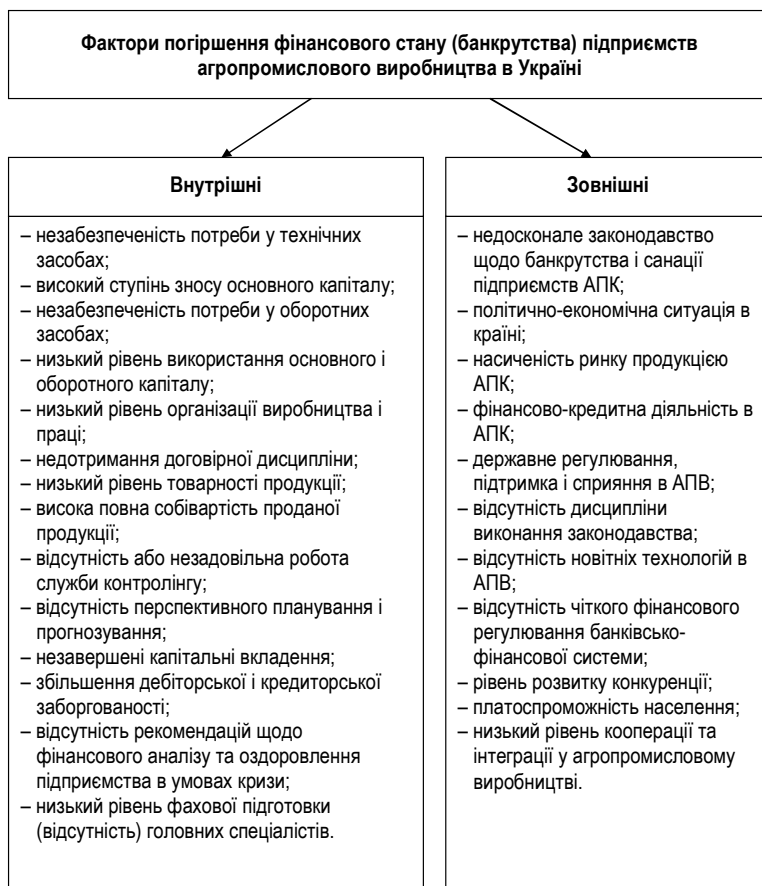 Фактори погіршення фінансового стану (банкрутства) підприємств
агропромислового виробництва в Україні
Внутрішні
– незабезпеченість потреби у технічних
засобах;
– високий ступінь зносу основного капіталу;
– незабезпеченість потреби у оборотних
засобах;
– низький рівень використання основного і
оборотного капіталу;
– низький рівень організації виробництва і
праці;
– недотримання договірної дисципліни;
– низький рівень товарності продукції;
– висока повна собівартість проданої
продукції;
– відсутність або незадовільна робота
служби контролінгу;
– відсутність перспективного планування і
прогнозування;
– незавершені капітальні вкладення;
– збільшення дебіторської і кредиторської
заборгованості;
– відсутність рекомендацій щодо
фінансового аналізу та оздоровлення
підприємства в умовах кризи;
– низький рівень фахової підготовки
(відсутність) головних спеціалістів.
Зовнішні
– недосконале законодавство
щодо банкрутства і санації
підприємств АПК;
– політично-економічна ситуація в
країні;
– насиченість ринку продукцією
АПК;
– фінансово-кредитна діяльність в
АПК;
– державне регулювання,
підтримка і сприяння в АПВ;
– відсутність дисципліни
виконання законодавства;
– відсутність новітніх технологій в
АПВ;
– відсутність чіткого фінансового
регулювання банківсько-
фінансової системи;
– рівень розвитку конкуренції;
– платоспроможність населення;
– низький рівень кооперації та
інтеграції у агропромисловому
виробництві.